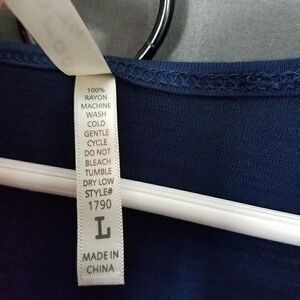 100%
RAYON
MACHINE
WASH
COLD
GENTLE
CYCLE
DO NOT
BLEACH
TUMBLE
DRY LOW
STYLE#
1790
L
MADE IN
CHINA